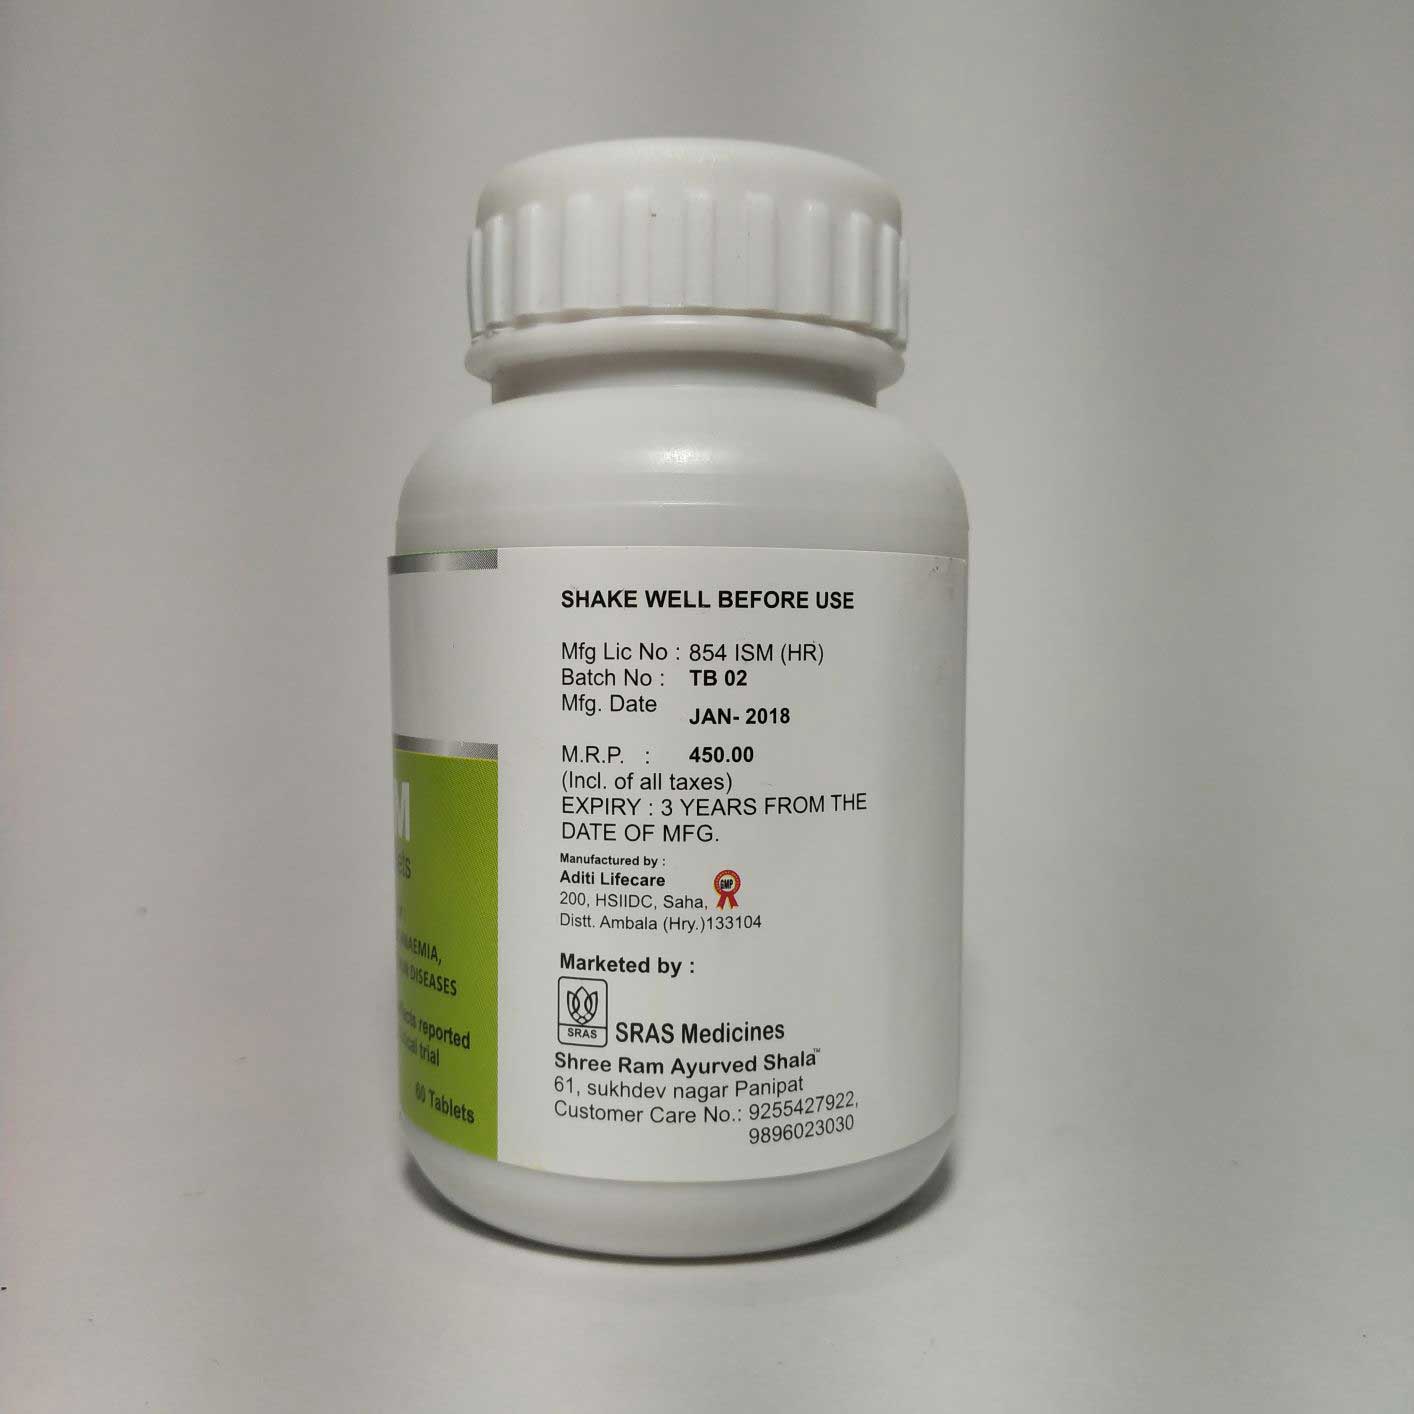 SHAKE WELL BEFORE USE
Mfg Lic No : 854 ISM (HR)
Batch No : TB 02
Mfg. Date JAN- 2018
M.R.P. : 450.00
(Incl. of all taxes)
EXPIRY : 3 YEARS FROM THE
DATE OF MFG.
Manufactured by :
Aditi Lifecare
GMP
200, HSIIDC, Saha,
Distt. Ambala (Hry.)133104
Marketed by :
SRAS
SRAS Medicines
Shree Ram Ayurved Shala™
61, sukhdev nagar Panipat
Customer Care No.: 9255427922,
9896023030
DISEASES
reported
trial
60 Tablets